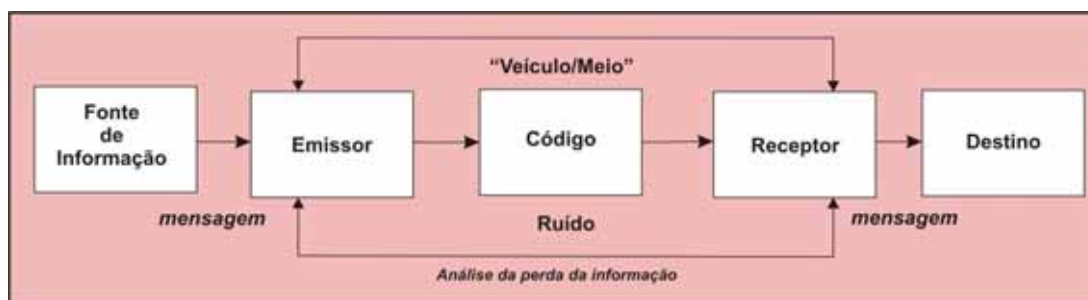 “Veículo/Meio”
Fonte
de
Informação
Emissor
Código
Receptor
Destino
mensagem
Ruído
mensagem
Análise da perda da informação